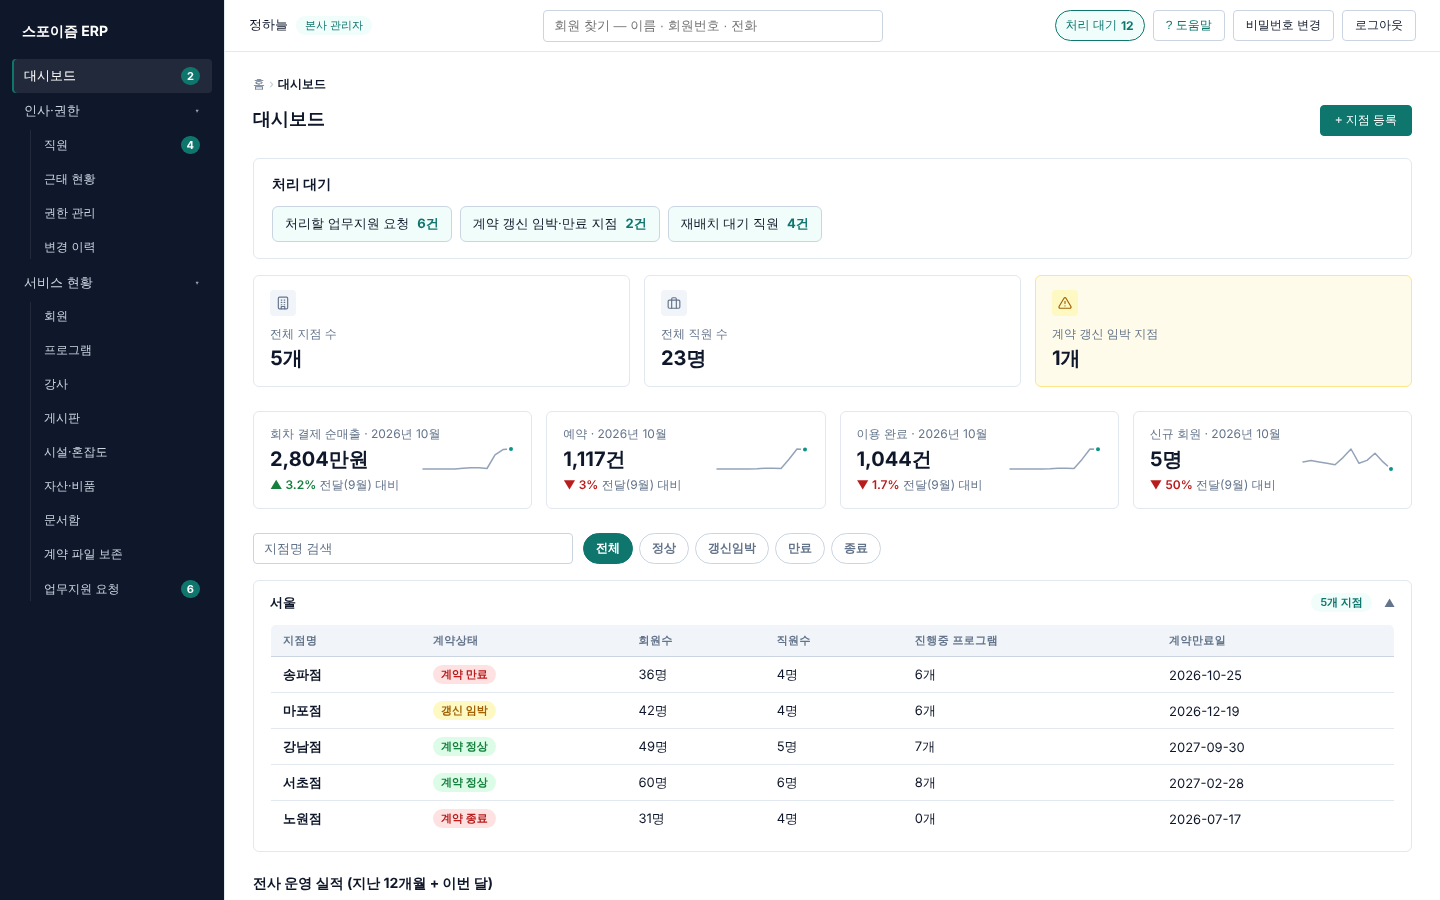 스포이즘 ERP
대시보드 2
인사·권한
직원 4
근태 현황
권한 관리
변경 이력
서비스 현황
회원
프로그램
강사
게시판
시설·혼잡도
자산·비품
문서함
계약 파일 보존
업무지원 요청 6
정하늘 본사 관리자
회원 찾기 — 이름 · 회원번호 · 전화
처리 대기 12
? 도움말
비밀번호 변경
로그아웃
홈 › 대시보드
대시보드
+ 지점 등록
처리 대기
처리할 업무지원 요청 6건
계약 갱신 임박·만료 지점 2건
재배치 대기 직원 4건
전체 지점 수
5개
전체 직원 수
23명
계약 갱신 임박 지점
1개
회차 결제 순매출 · 2026년 10월
2,804만원
▲ 3.2% 전달(9월) 대비
예약 · 2026년 10월
1,117건
▼ 3% 전달(9월) 대비
이용 완료 · 2026년 10월
1,044건
▼ 1.7% 전달(9월) 대비
신규 회원 · 2026년 10월
5명
▼ 50% 전달(9월) 대비
지점명 검색
전체 정상 갱신임박 만료 종료
서울 5개 지점 ▲
지점명 계약상태 회원수 직원수 진행중 프로그램 계약만료일
송파점 계약 만료 36명 4명 6개 2026-10-25
마포점 갱신 임박 42명 4명 6개 2026-12-19
강남점 계약 정상 49명 5명 7개 2027-09-30
서초점 계약 정상 60명 6명 8개 2027-02-28
노원점 계약 종료 31명 4명 0개 2026-07-17
전사 운영 실적 (지난 12개월 + 이번 달)